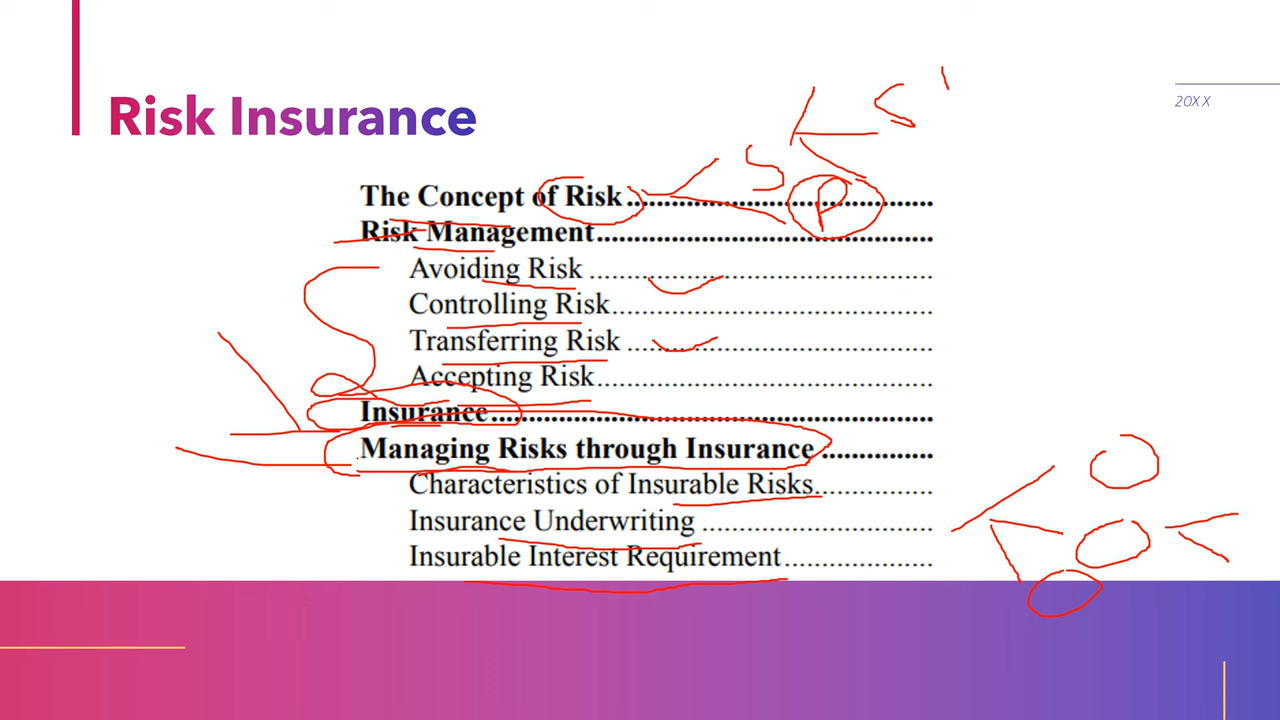 Risk Insurance
20XX
S
S
P
The Concept of Risk
Risk Management
Avoiding Risk
Controlling Risk
Transferring Risk
Accepting Risk
Insurance
Managing Risks through Insurance
Characteristics of Insurable Risks
Insurance Underwriting
Insurable Interest Requirement